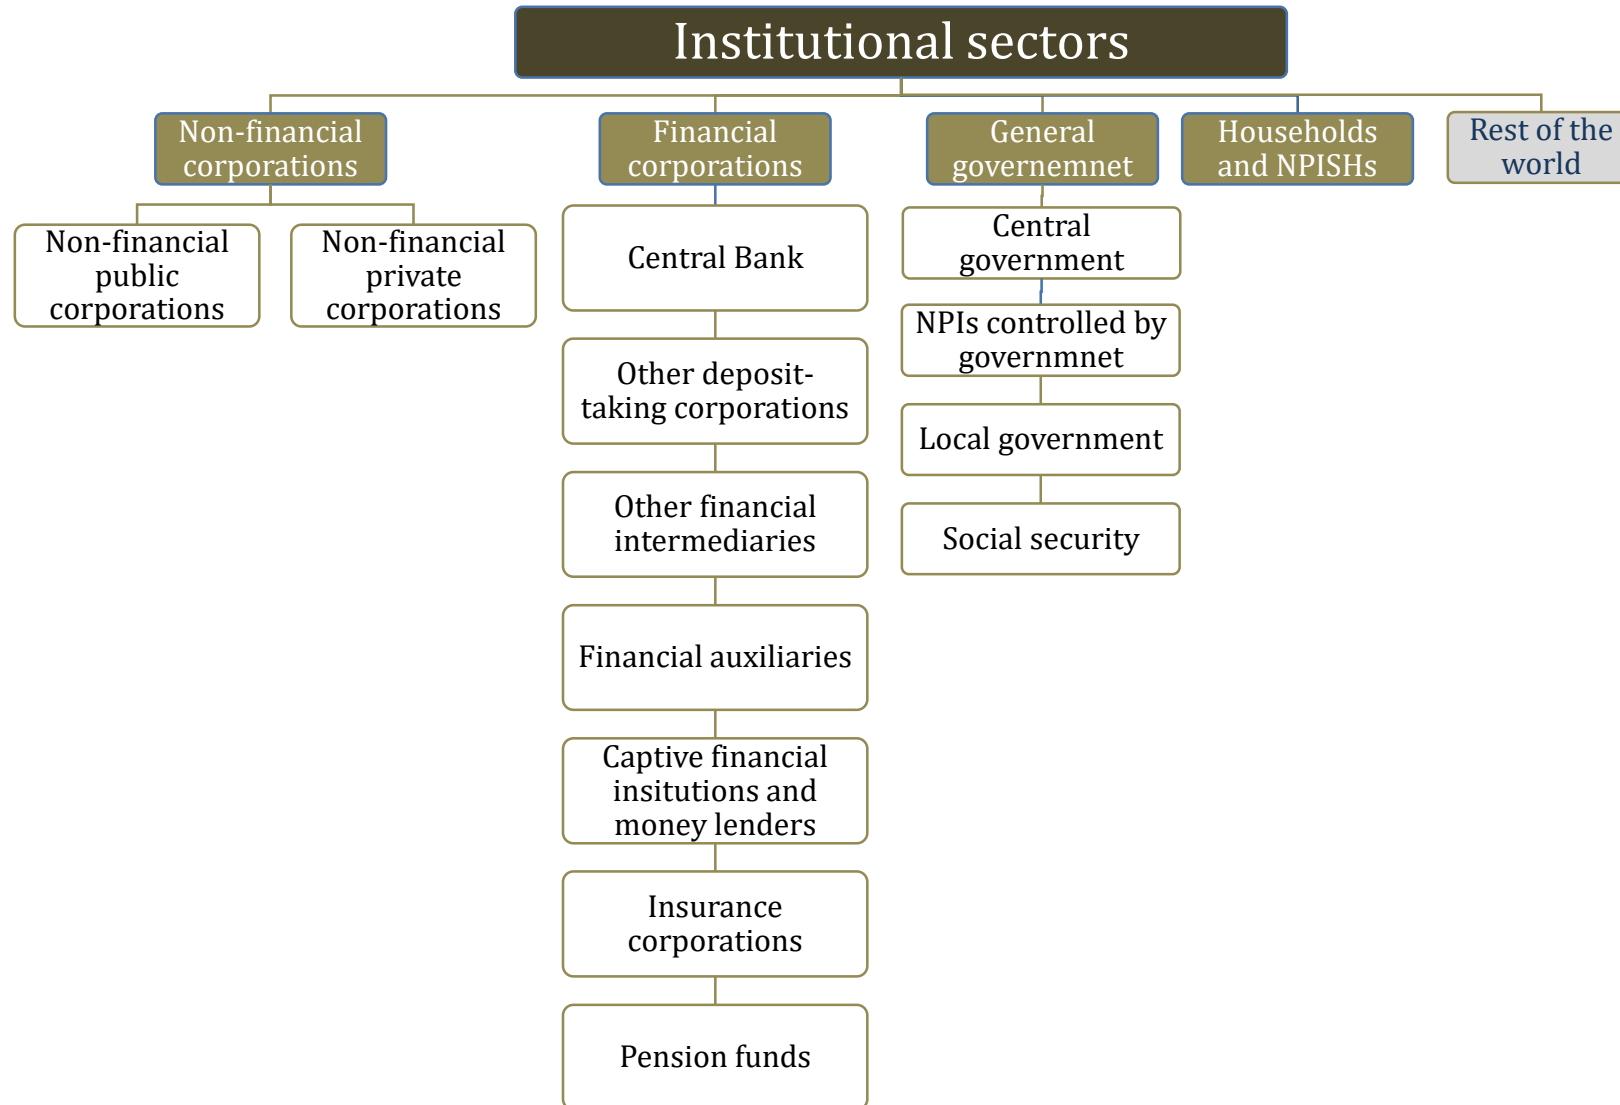 Institutional sectors
Non-financial
corporations
Financial
corporations
General
governemnet
Households
and NPISHs
Rest of the
world
Non-financial
public
corporations
Non-financial
private
corporations
Central Bank
Other deposit-
taking corporations
Other financial
intermediaries
Financial auxiliaries
Captive financial
insitutions and
money lenders
Insurance
corporations
Pension funds
Central
government
NPIs controlled by
governmnet
Local government
Social security